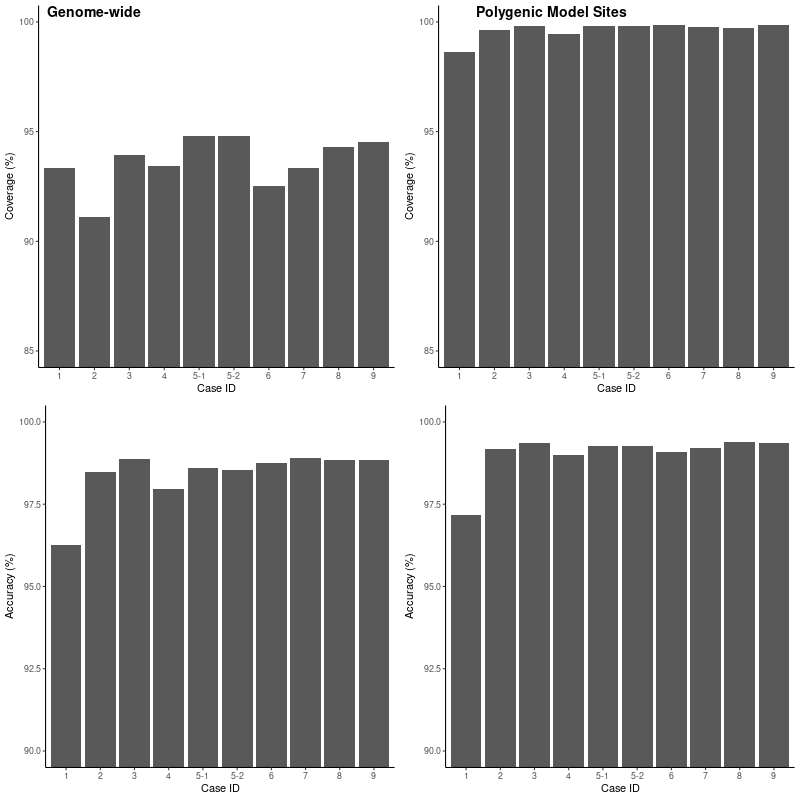 Genome-wide
Polygenic Model Sites
Coverage (%)
100
95
90
85
1 2 3 4 5-1 5-2 6 7 8 9
Case ID
Coverage (%)
100
95
90
85
1 2 3 4 5-1 5-2 6 7 8 9
Case ID
Accuracy (%)
100.0
97.5
95.0
92.5
90.0
1 2 3 4 5-1 5-2 6 7 8 9
Case ID
Accuracy (%)
100.0
97.5
95.0
92.5
90.0
1 2 3 4 5-1 5-2 6 7 8 9
Case ID